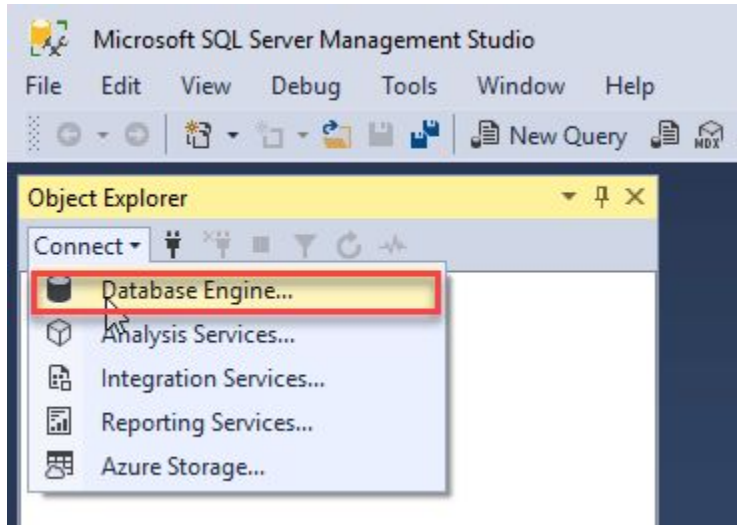 Microsoft SQL Server Management Studio
File Edit View Debug Tools Window Help
New Query MDX
Object Explorer
Connect
Database Engine...
Analysis Services...
Integration Services...
Reporting Services...
Azure Storage...